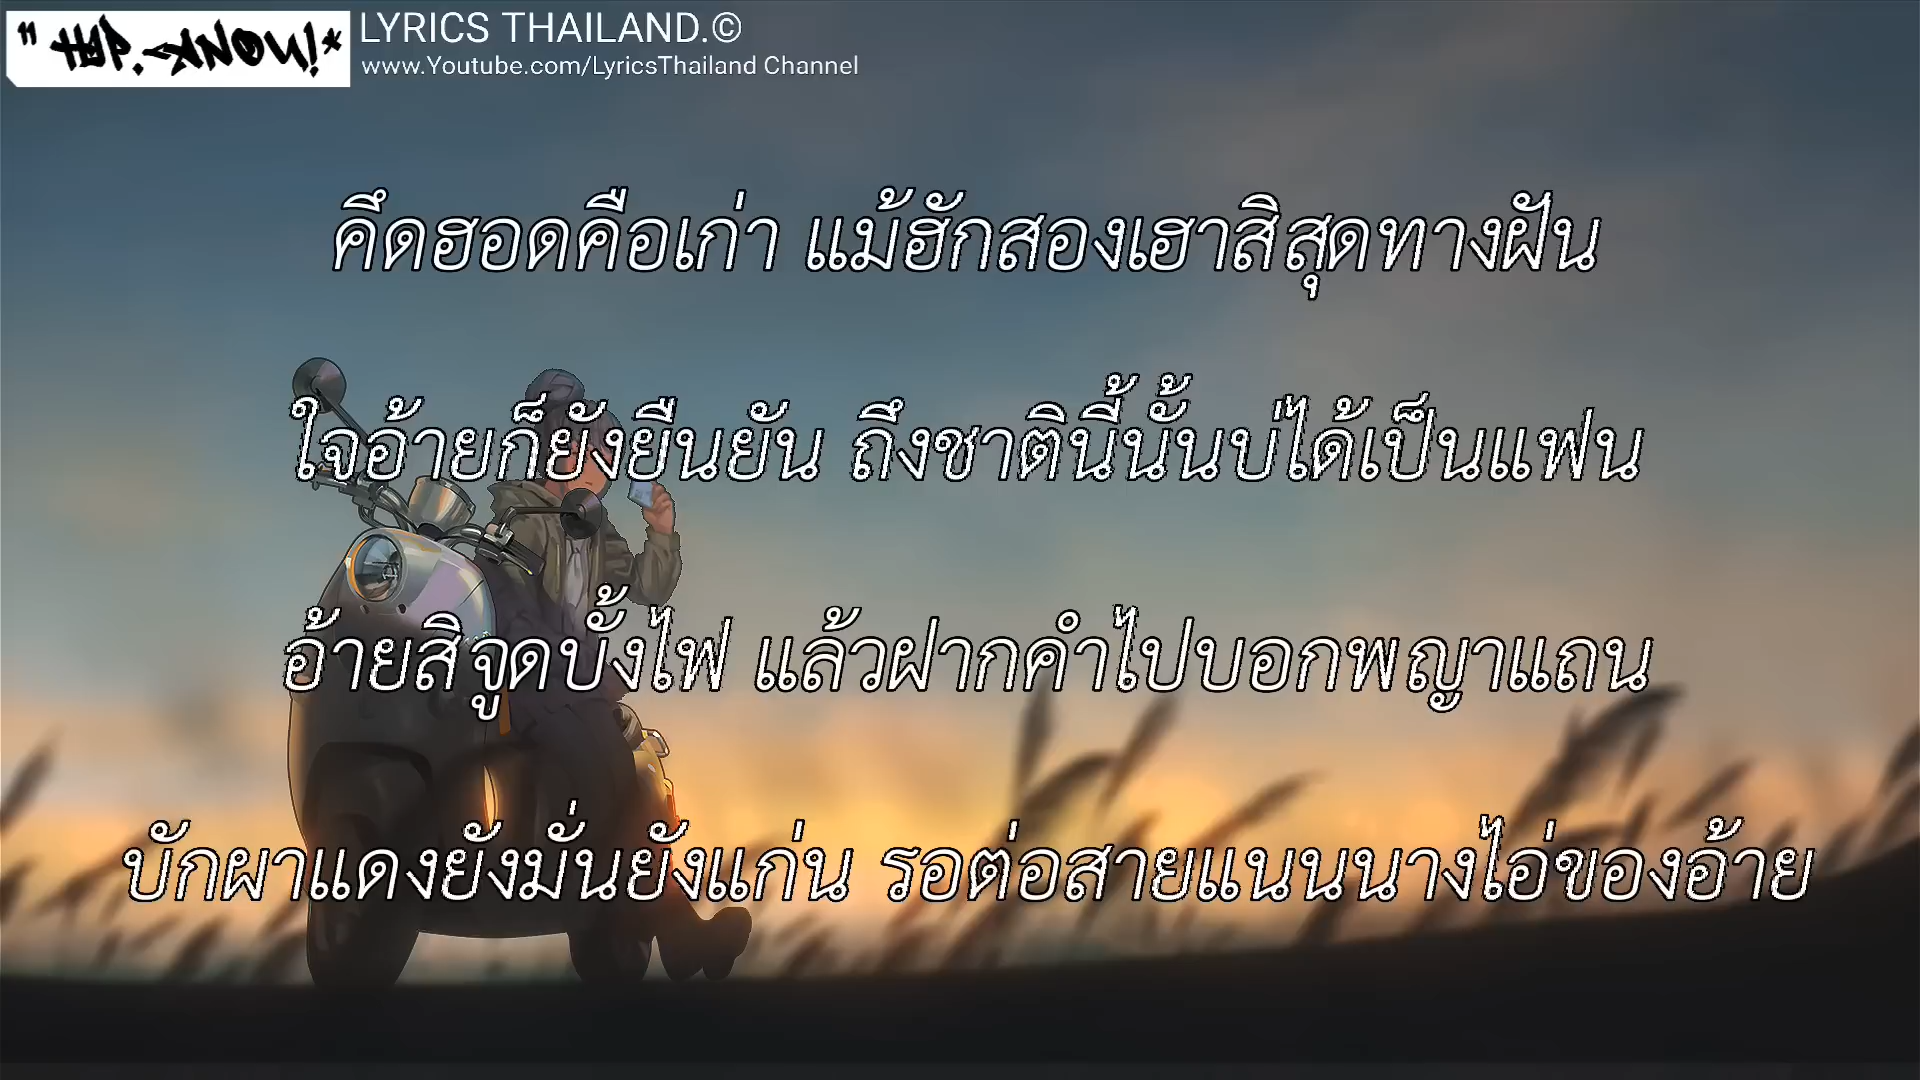 " HYP.-KNOW!*
LYRICS THAILAND.©
www.Youtube.com/LyricsThailand Channel
คึดฮอดคือเก่า แม้ฮักสองเฮาสิสุดทางฝัน
ใจอ้ายก็ยังยืนยัน ถึงชาตินี้นั้นบ่ได้เป็นแฟน
อ้ายสิจูดบั้งไฟ แล้วฝากคำไปบอกพญาแถน
บักผาแดงยังมั่นยังแก่น รอต่อสายแนนนางไอ่ของอ้าย